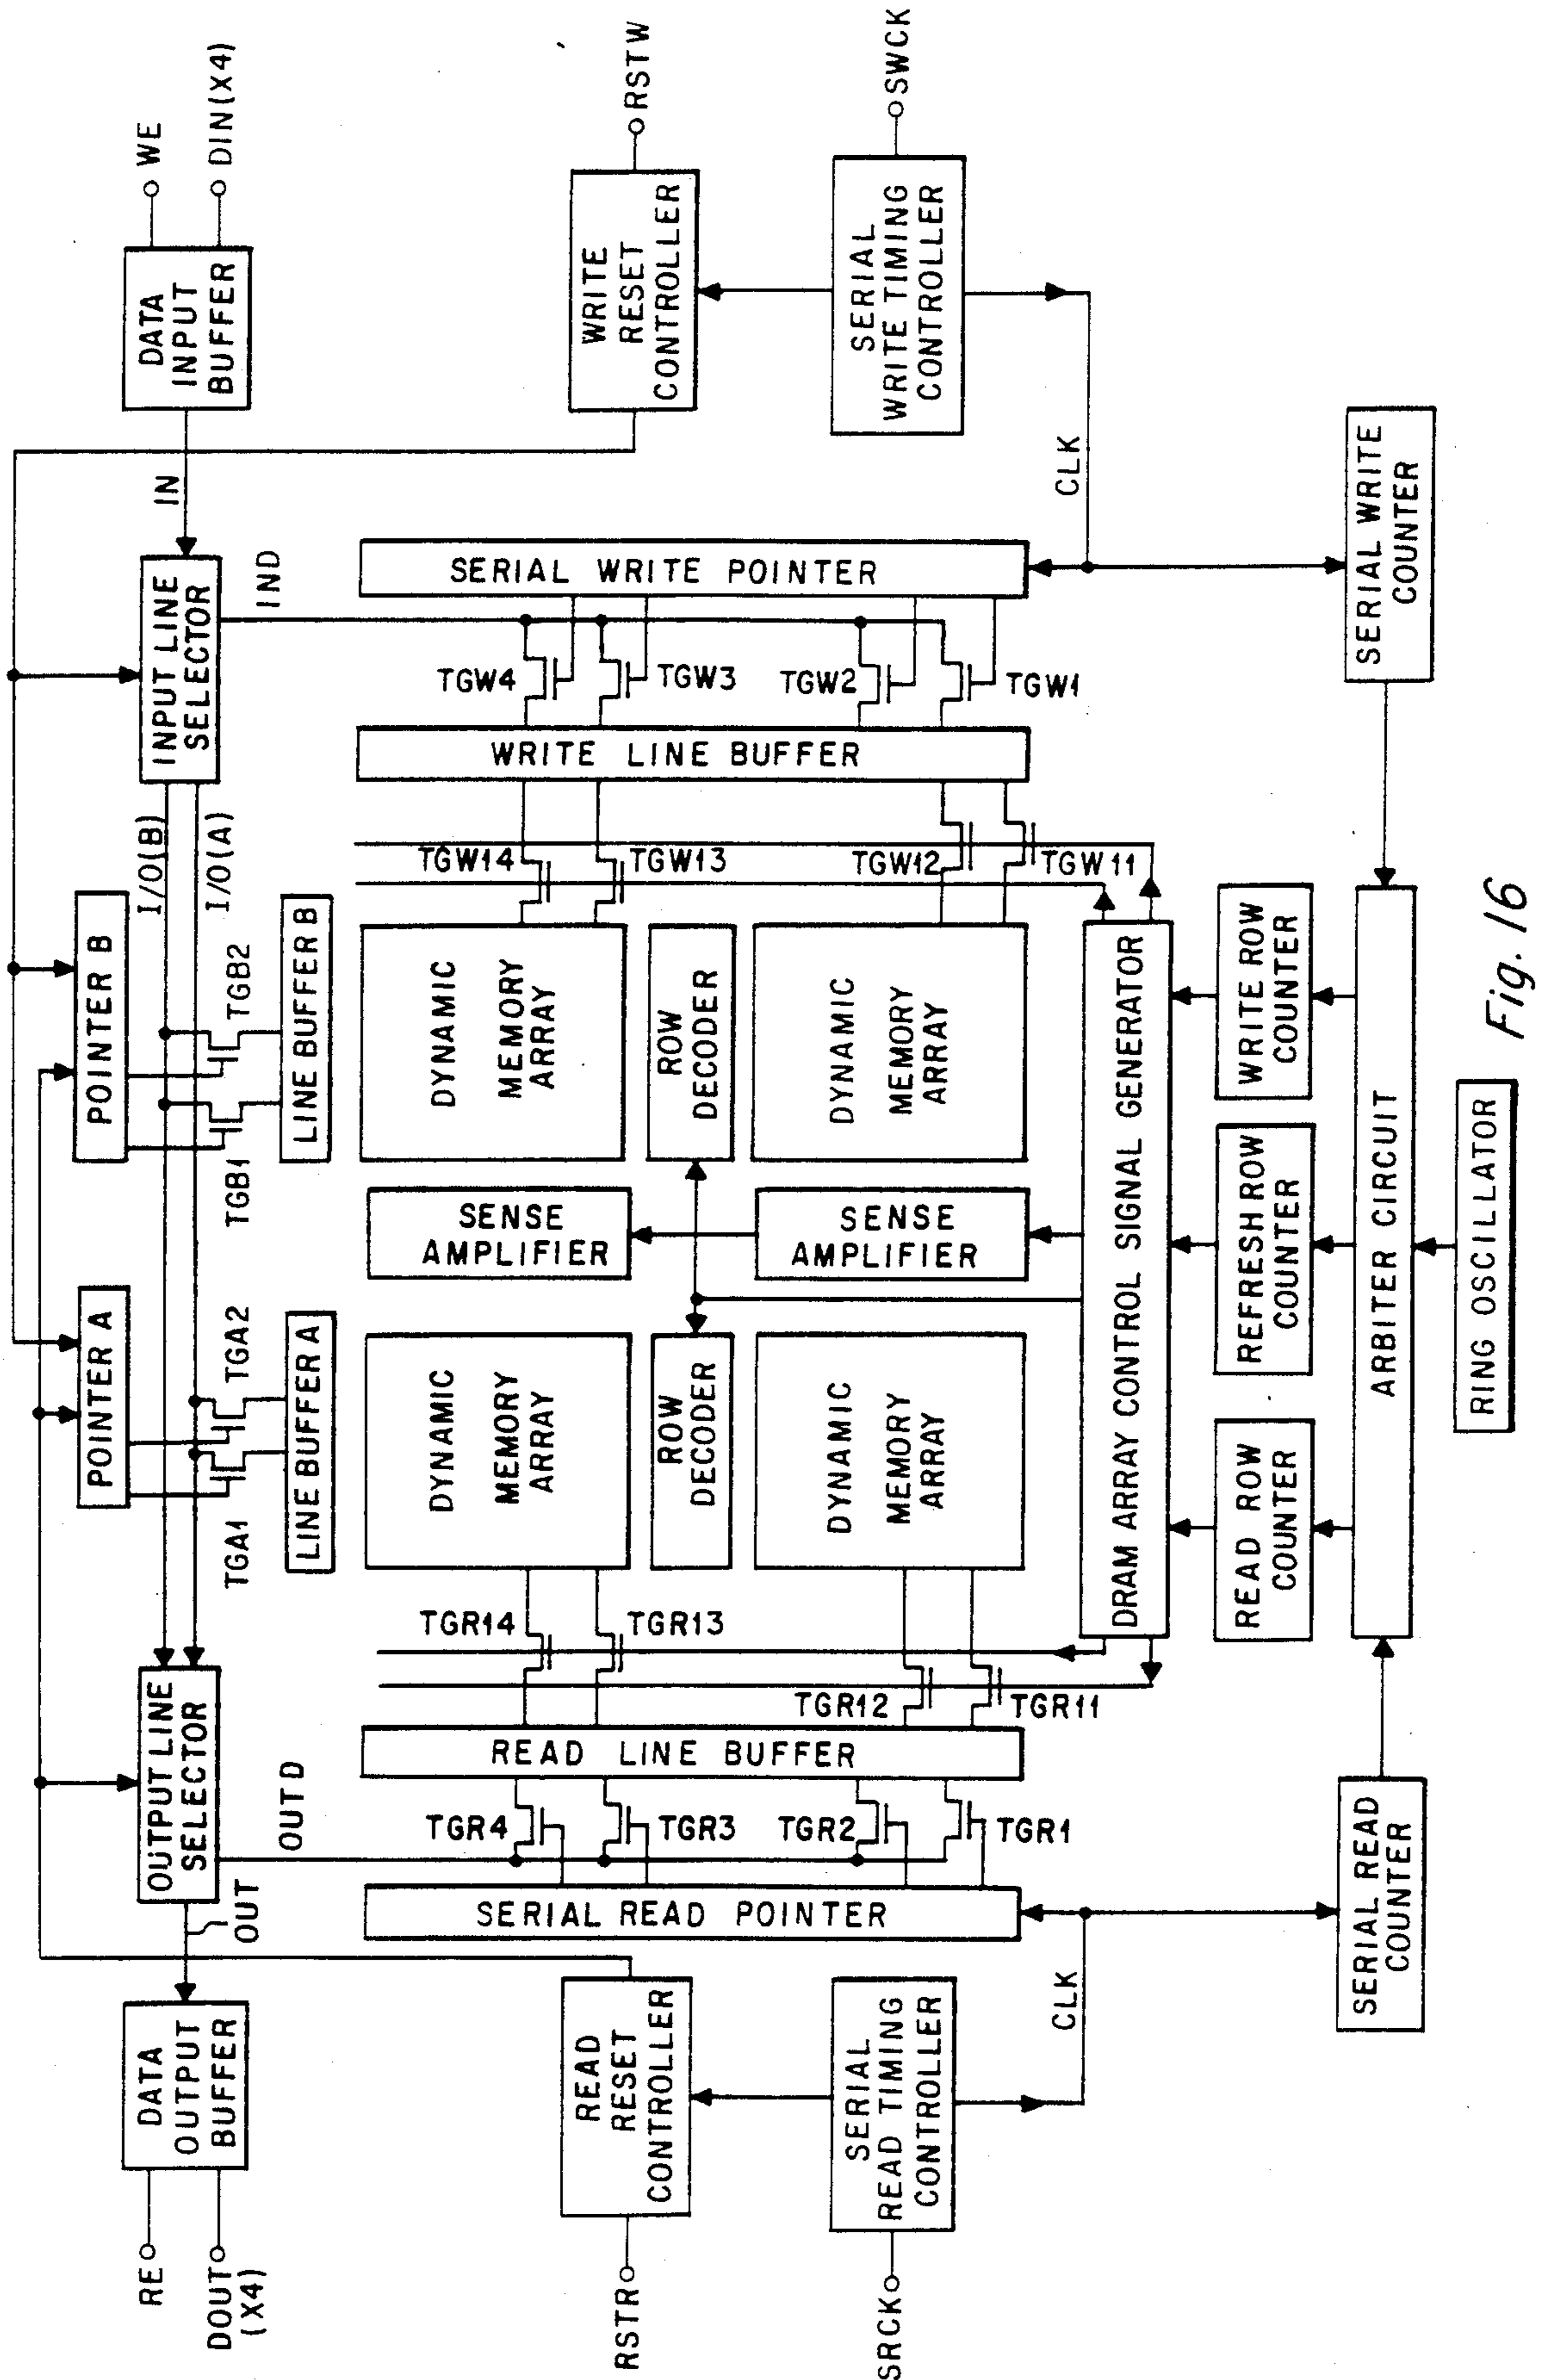 RE
DOUT
(X4)
DATA
OUTPUT
BUFFER
OUT
OUTPUT LINE
SELECTOR
OUTD
POINTER A
TGA1
TGA2
LINE BUFFER A
POINTER B
TGB1
TGB2
LINE BUFFER B
I/O(B)
I/O(A)
INPUT LINE
SELECTOR
IND
IN
DATA
INPUT
BUFFER
WE
DIN(X4)
RSTR
READ
RESET
CONTROLLER
SRCK
SERIAL
READ TIMING
CONTROLLER
CLK
SERIAL READ POINTER
TGR4
TGR3
TGR2
TGR1
READ LINE BUFFER
TGR14
TGR13
TGR12
TGR11
DYNAMIC
MEMORY
ARRAY
ROW
DECODER
DYNAMIC
MEMORY
ARRAY
SENSE
AMPLIFIER
SENSE
AMPLIFIER
DYNAMIC
MEMORY
ARRAY
ROW
DECODER
DYNAMIC
MEMORY
ARRAY
TGW14
TGW13
TGW12
TGW11
WRITE LINE BUFFER
TGW4
TGW3
TGW2
TGW1
SERIAL WRITE POINTER
WRITE
RESET
CONTROLLER
RSTW
SERIAL
WRITE TIMING
CONTROLLER
SWCK
CLK
DRAM ARRAY CONTROL SIGNAL GENERATOR
READ ROW
COUNTER
REFRESH ROW
COUNTER
WRITE ROW
COUNTER
SERIAL READ
COUNTER
ARBITER CIRCUIT
SERIAL WRITE
COUNTER
RING OSCILLATOR
Fig. 16